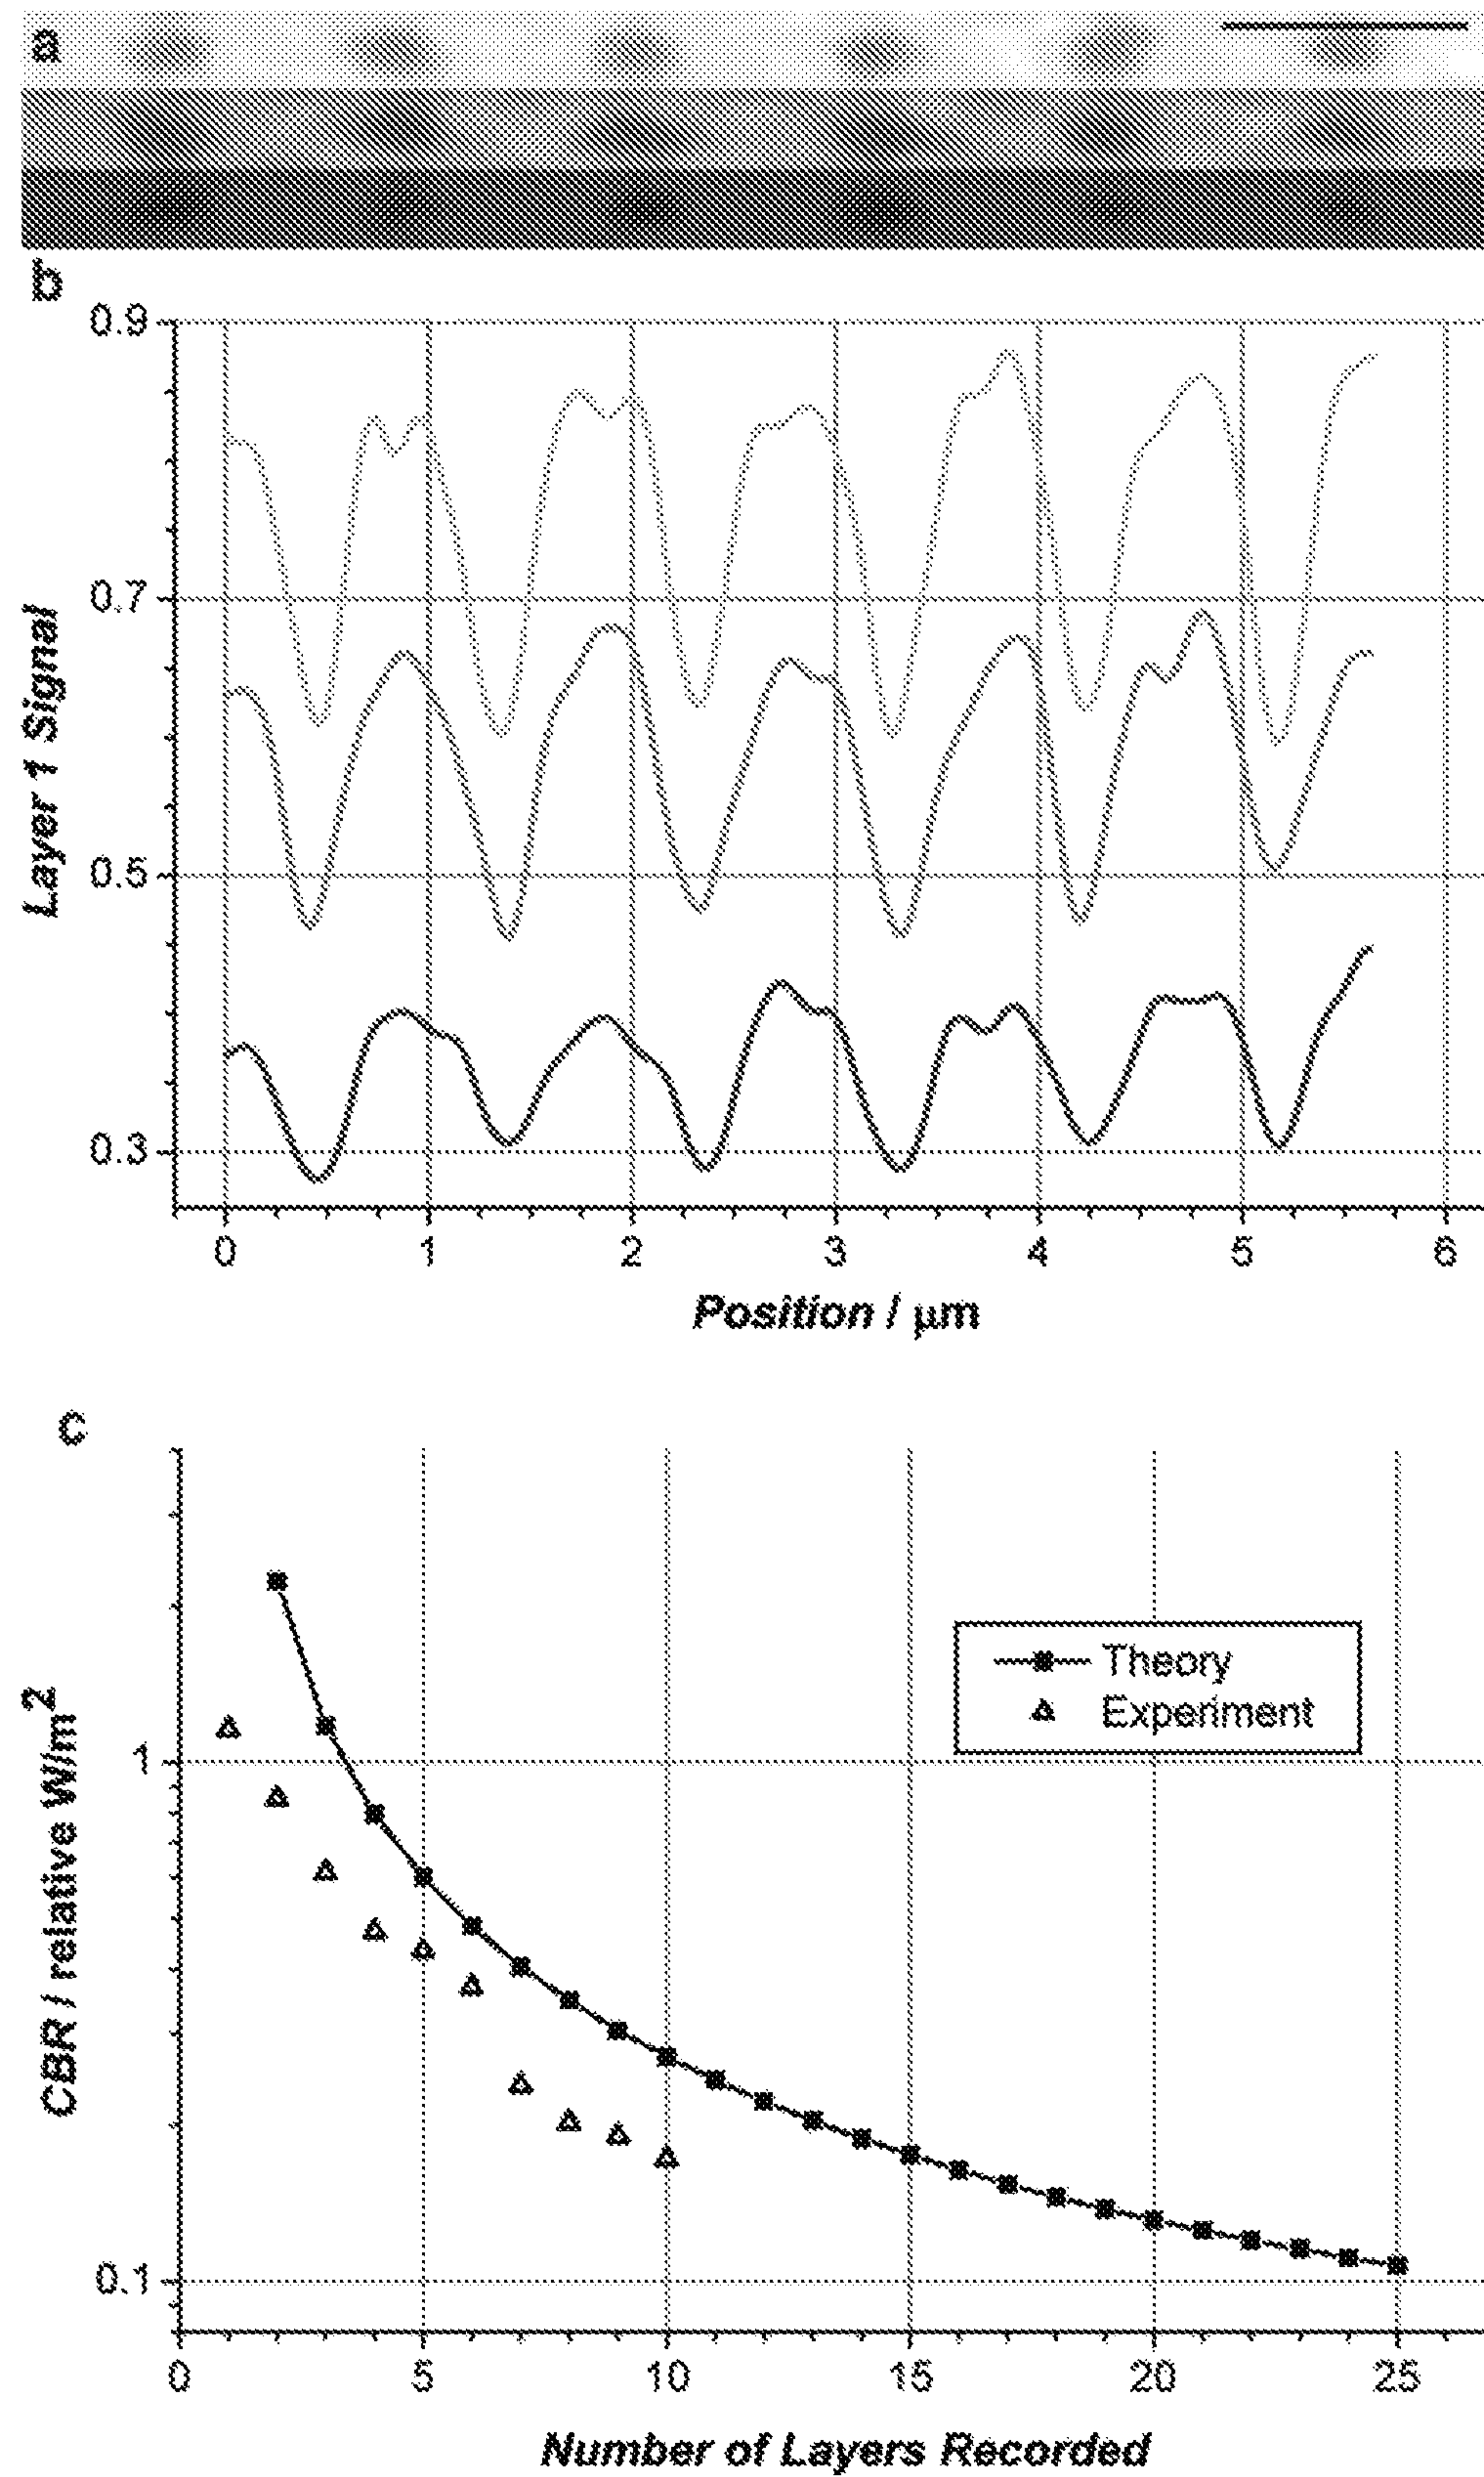 a
b
0.9
0.7
0.5
0.3
Layer 1 Signal
0 1 2 3 4 5 6
Position / μm
c
1
0.1
CBR / relative W/m²
Theory
Experiment
0 5 10 15 20 25
Number of Layers Recorded